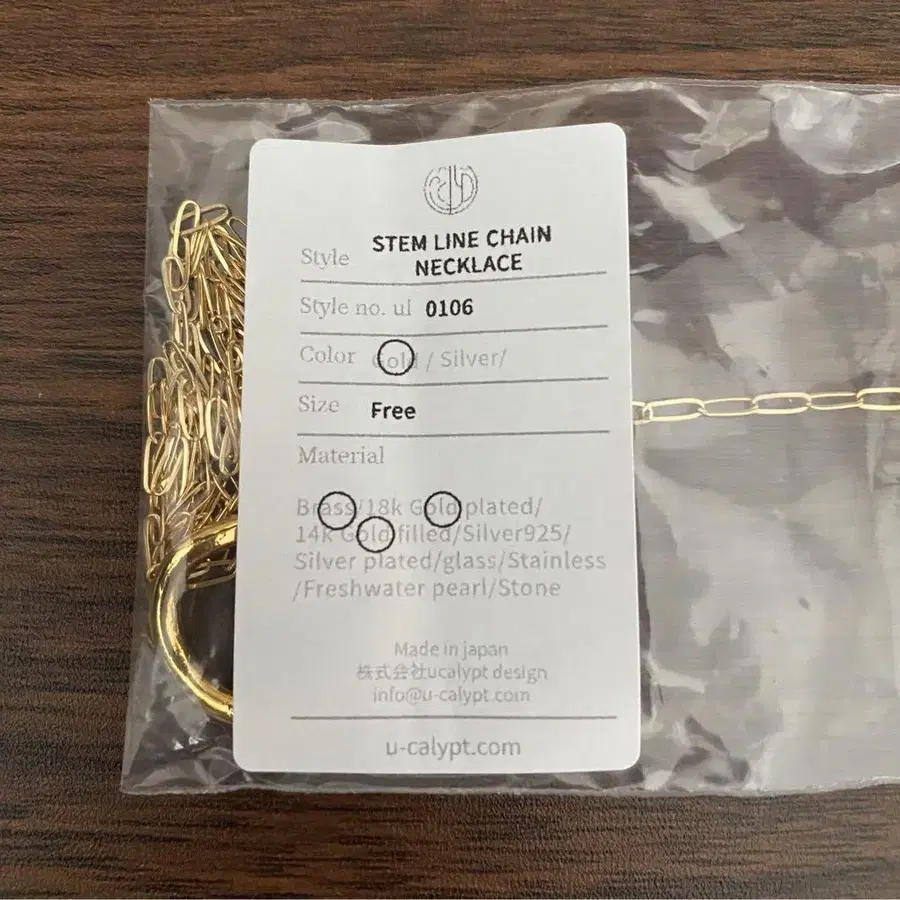 STEM LINE CHAIN
Style NECKLACE
Style no. ul 0106
Color Gold / Silver/
Size Free
Material
Brass/18k Gold plated/
14k Gold filled/Silver925/
Silver plated/glass/Stainless
/Freshwater pearl/Stone
Made in japan
株式会社ucalypt design
info@u-calypt.com
u-calypt.com